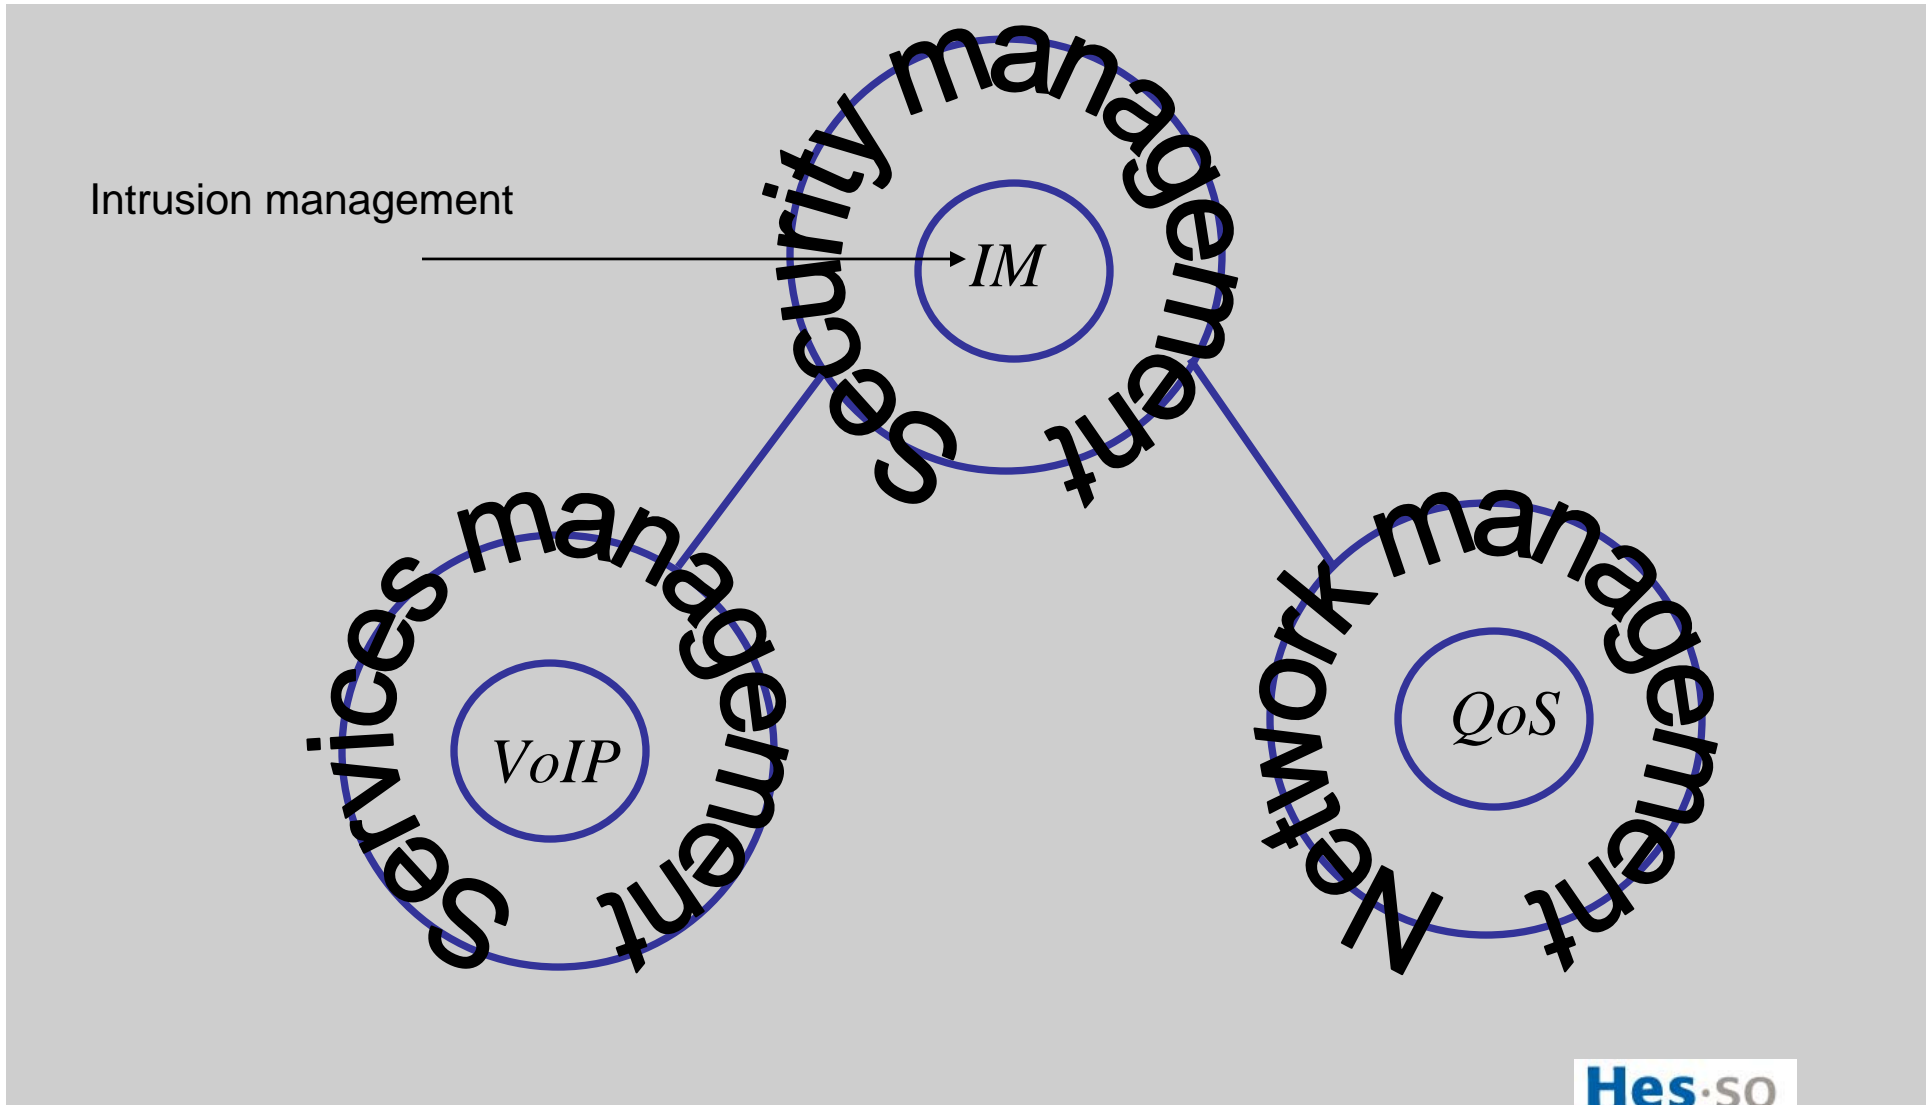 Security management
Intrusion management
IM
Services management
VoIP
Network management
QoS
Hes·so